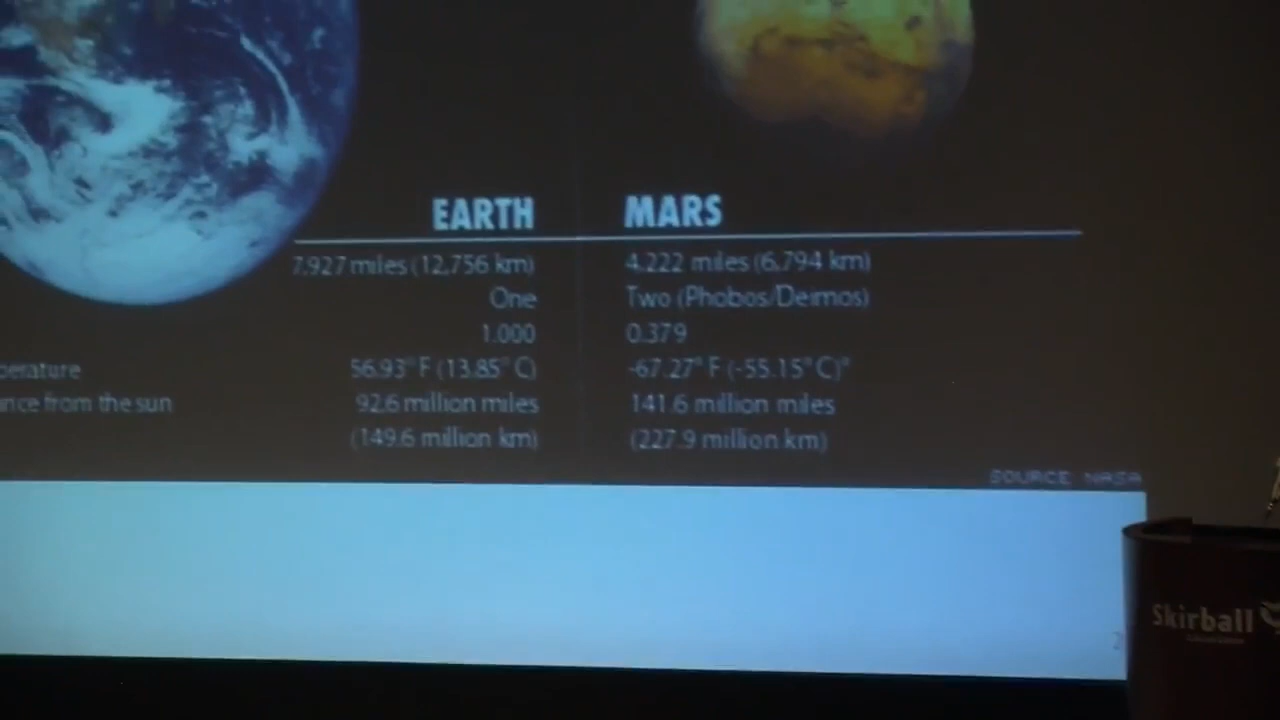 EARTH MARS
7,927 miles (12,756 km) 4,222 miles (6,794 km)
One Two (Phobos/Deimos)
1.000 0.379
perature 56.93° F (13.85° C) -67.27° F (-55.15° C)°
ance from the sun 92.6 million miles 141.6 million miles
(149.6 million km) (227.9 million km)
SOURCE NASA
Skirball